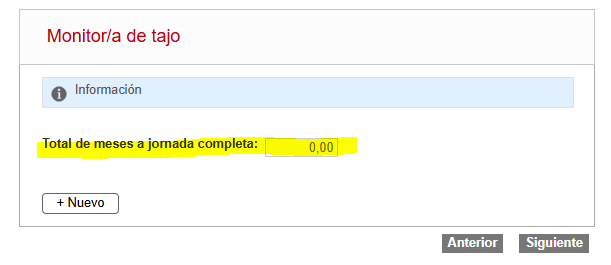 Monitor/a de tajo
Información
Total de meses a jornada completa: 0,00
+ Nuevo
Anterior Siguiente